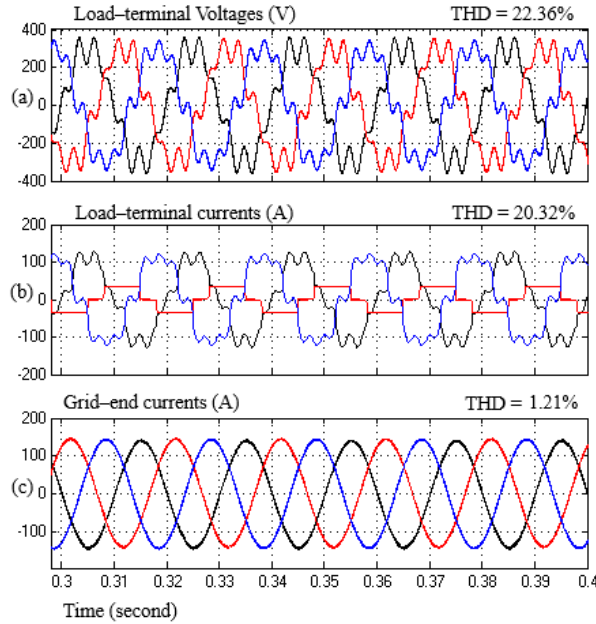 Load–terminal Voltages (V) THD = 22.36%
400
200
(a)
0
-200
-400
Load–terminal currents (A) THD = 20.32%
200
100
(b)
0
-100
-200
Grid–end currents (A) THD = 1.21%
200
100
(c)
0
-100
0.3 0.31 0.32 0.33 0.34 0.35 0.36 0.37 0.38 0.39 0.4
Time (second)